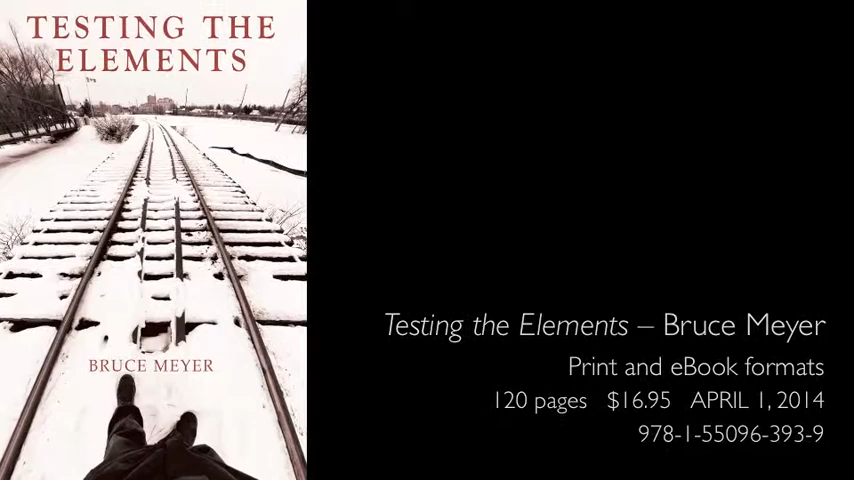 TESTING THE
ELEMENTS
BRUCE MEYER
Testing the Elements – Bruce Meyer
Print and eBook formats
120 pages $16.95 APRIL 1, 2014
978-1-55096-393-9